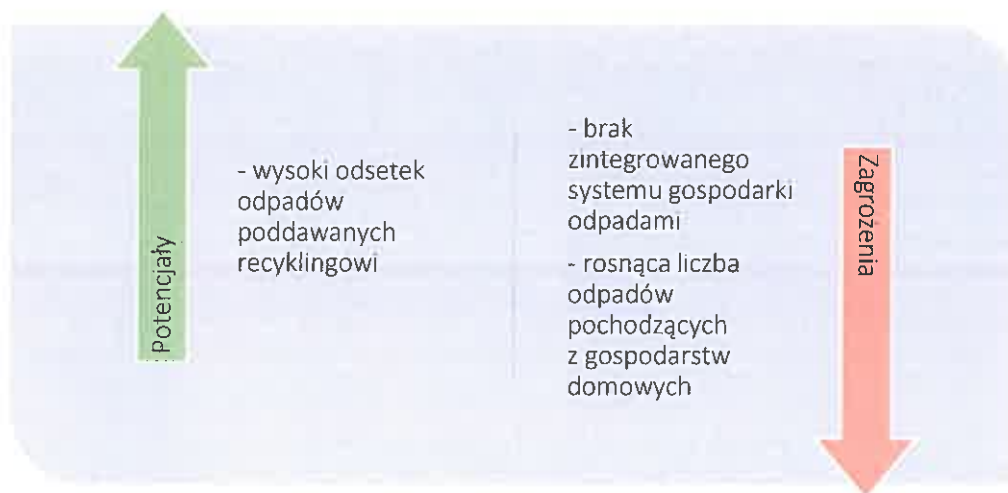 Potencjały
- wysoki odsetek
odpadów
poddawanych
recyklingowi
- brak
zintegrowanego
systemu gospodarki
odpadami
- rosnąca liczba
odpadów
pochodzących
z gospodarstw
domowych
Zagrożenia